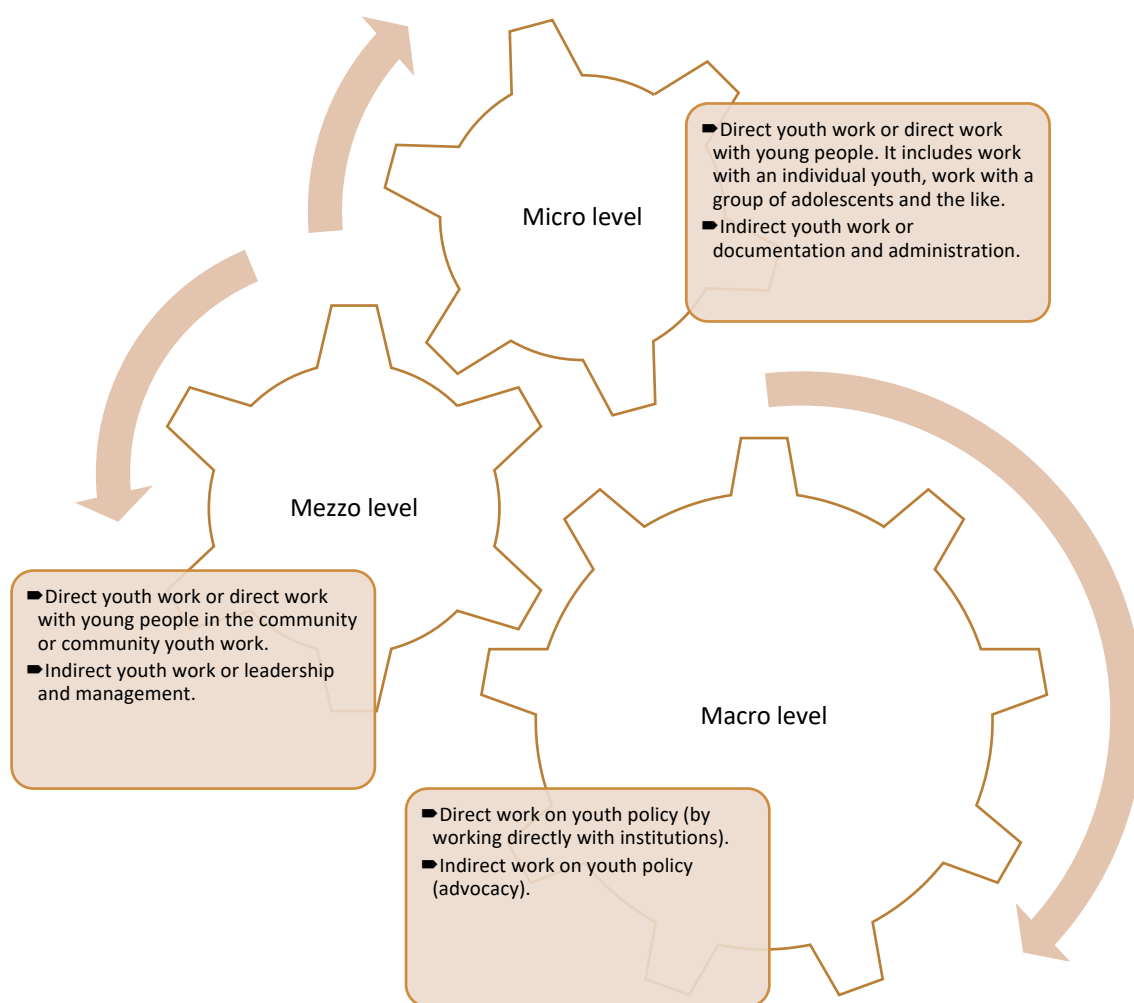 Micro level
➨Direct youth work or direct work
with young people. It includes work
with an individual youth, work with a
group of adolescents and the like.
➨Indirect youth work or
documentation and administration.
Mezzo level
➨Direct youth work or direct work
with young people in the community
or community youth work.
➨Indirect youth work or leadership
and management.
Macro level
➨Direct work on youth policy (by
working directly with institutions).
➨Indirect work on youth policy
(advocacy).